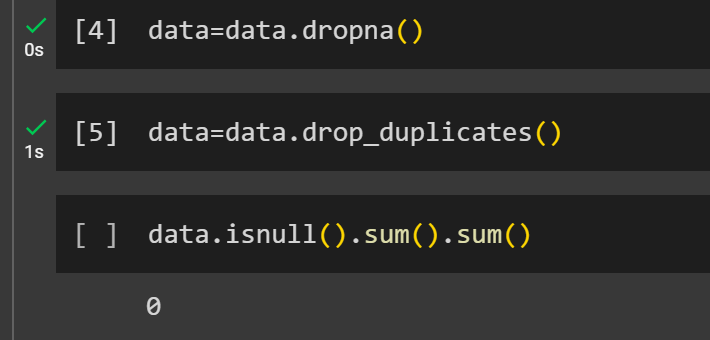 [4] data=data.dropna()
0s
[5] data=data.drop_duplicates()
1s
[ ] data.isnull().sum().sum()
0